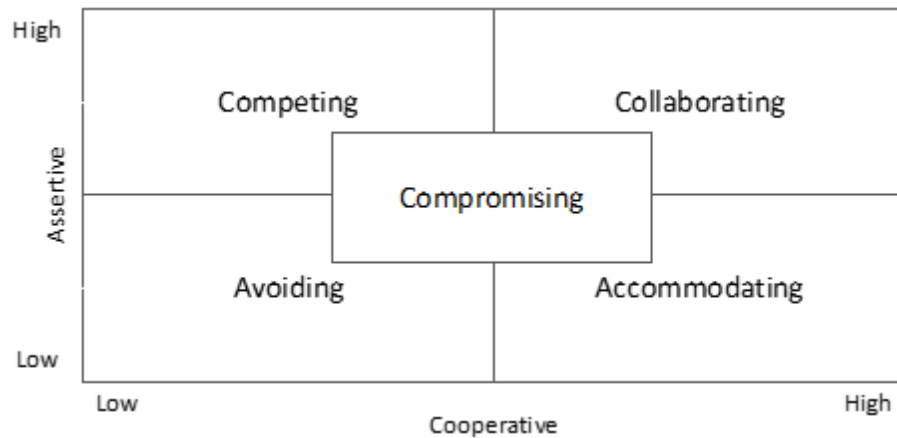 High
Competing
Collaborating
Assertive
Compromising
Avoiding
Accommodating
Low
Low
High
Cooperative